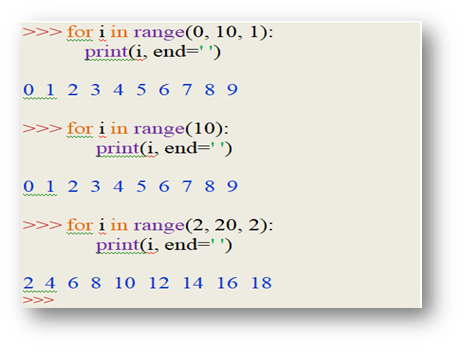 >>> for i in range(0, 10, 1):
print(i, end=' ')
0 1 2 3 4 5 6 7 8 9
>>> for i in range(10):
print(i, end=' ')
0 1 2 3 4 5 6 7 8 9
>>> for i in range(2, 20, 2):
print(i, end=' ')
2 4 6 8 10 12 14 16 18
>>>